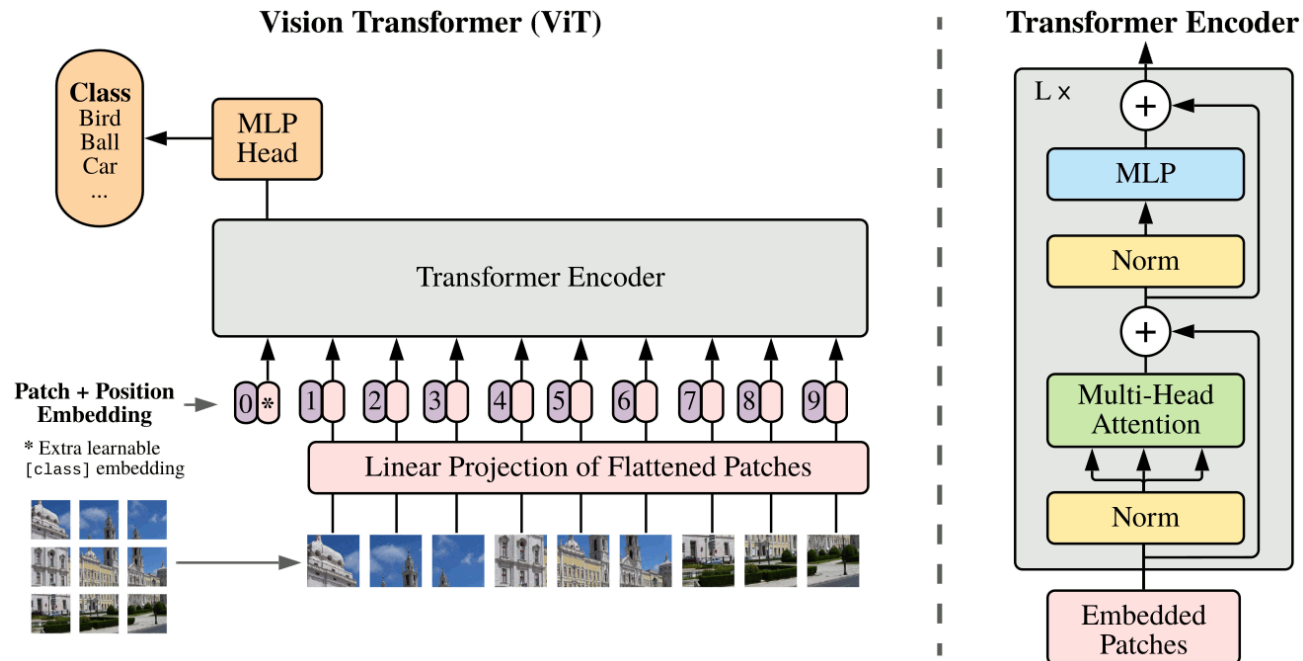 Vision Transformer (ViT)
Class
Bird
Ball
Car
...
MLP
Head
Transformer Encoder
Patch + Position
Embedding
0 * 1 2 3 4 5 6 7 8 9
* Extra learnable
[class] embedding
Linear Projection of Flattened Patches
Transformer Encoder
L ×
+
MLP
Norm
+
Multi-Head
Attention
Norm
Embedded
Patches